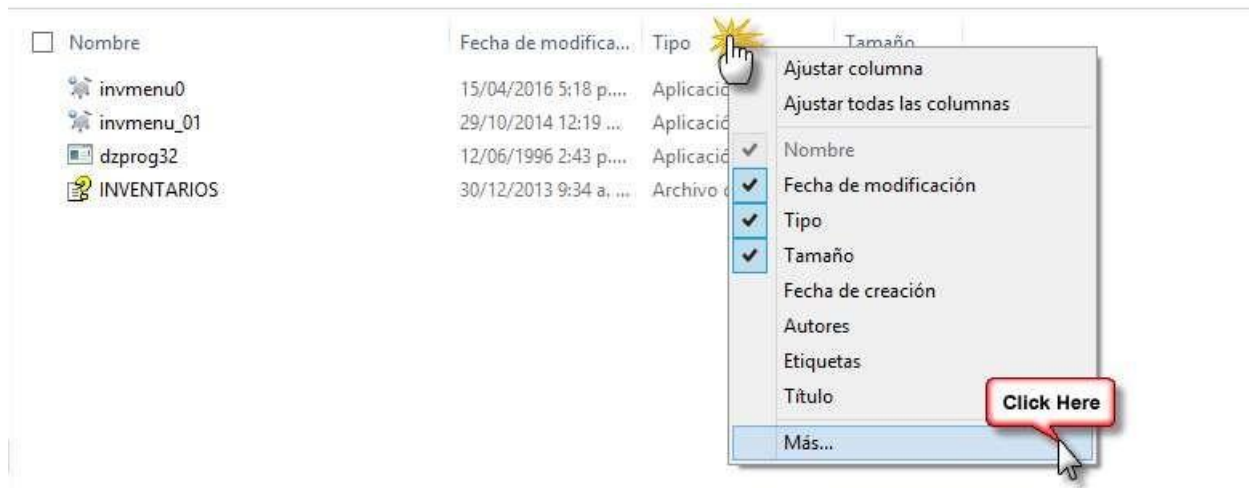 Nombre Fecha de modifica... Tipo Tamaño
invmenu0 15/04/2016 5:18 p.... Aplicació
invmenu_01 29/10/2014 12:19 ... Aplicació
dzprog32 12/06/1996 2:43 p.... Aplicació
INVENTARIOS 30/12/2013 9:34 a. ... Archivo
Ajustar columna
Ajustar todas las columnas
Nombre
Fecha de modificación
Tipo
Tamaño
Fecha de creación
Autores
Etiquetas
Título
Click Here
Más...